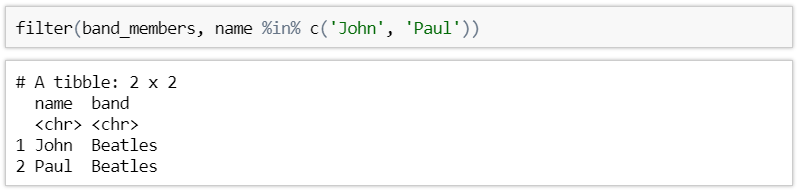 filter(band_members, name %in% c('John', 'Paul'))
# A tibble: 2 x 2
  name  band
  <chr> <chr>
1 John  Beatles
2 Paul  Beatles